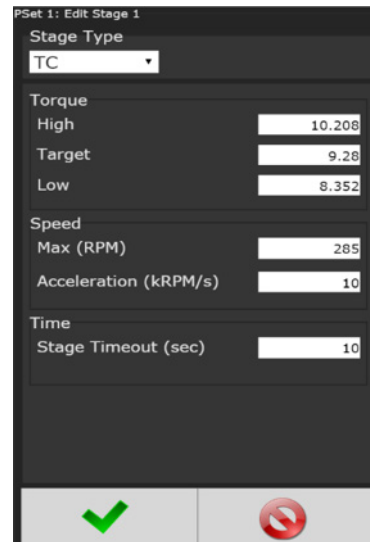 PSet 1: Edit Stage 1
Stage Type
TC
Torque
High 10.208
Target 9.28
Low 8.352
Speed
Max (RPM) 285
Acceleration (kRPM/s) 10
Time
Stage Timeout (sec) 10